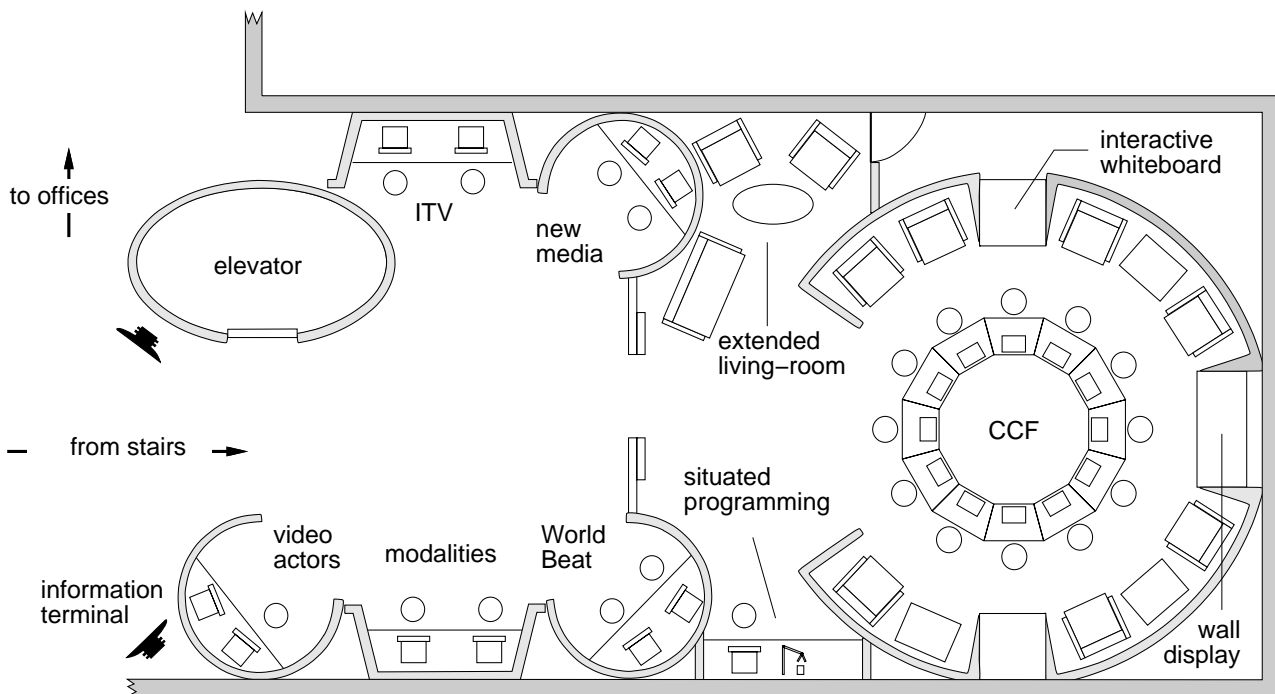 interactive
whiteboard
to offices
ITV
new
media
elevator
extended
living−room
CCF
from stairs
situated
programming
video
actors
modalities
World
Beat
information
terminal
wall
display